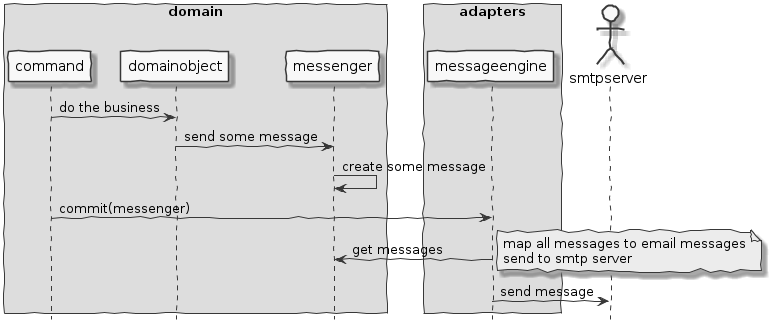 domain
adapters
command
domainobject
messenger
messageengine
smtpserver
do the business
send some message
create some message
commit(messenger)
map all messages to email messages
send to smtp server
get messages
send message